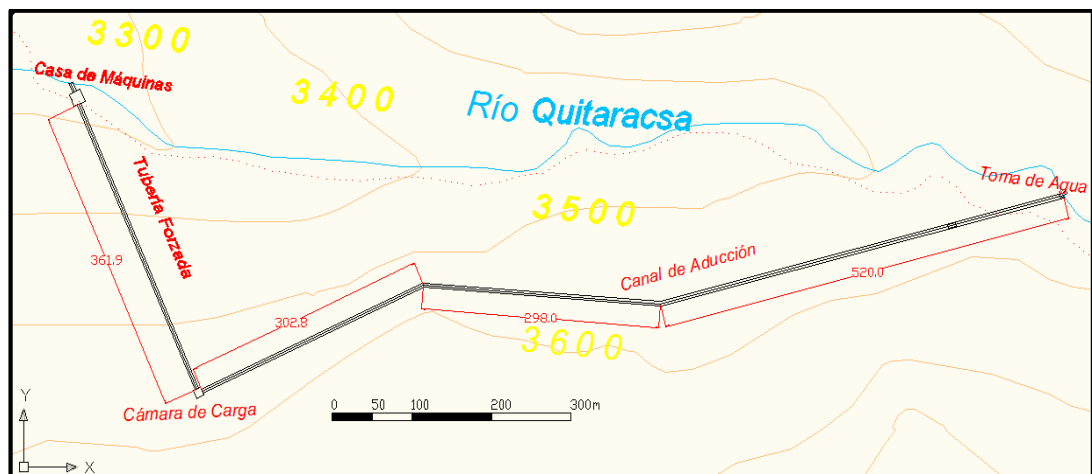 3300
Casa de Máquinas
3400
Río Quitaracsa
Toma de Agua
Tubería Forzada
3500
361.9
Canal de Aducción
520.0
302.8
298.0
3600
Cámara de Carga
0 50 100 200 300m
Y
X